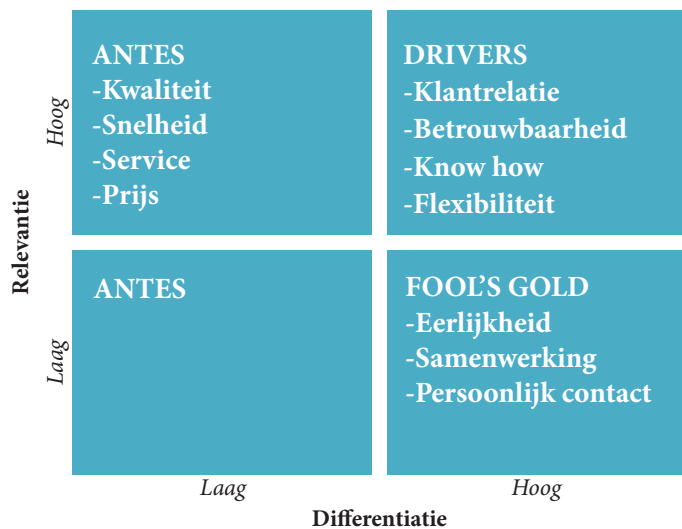 ANTES
-Kwaliteit
-Snelheid
-Service
-Prijs
DRIVERS
-Klantrelatie
-Betrouwbaarheid
-Know how
-Flexibiliteit
Hoog
Relevantie
ANTES
FOOL'S GOLD
-Eerlijkheid
-Samenwerking
-Persoonlijk contact
Laag
Laag
Hoog
Differentiatie